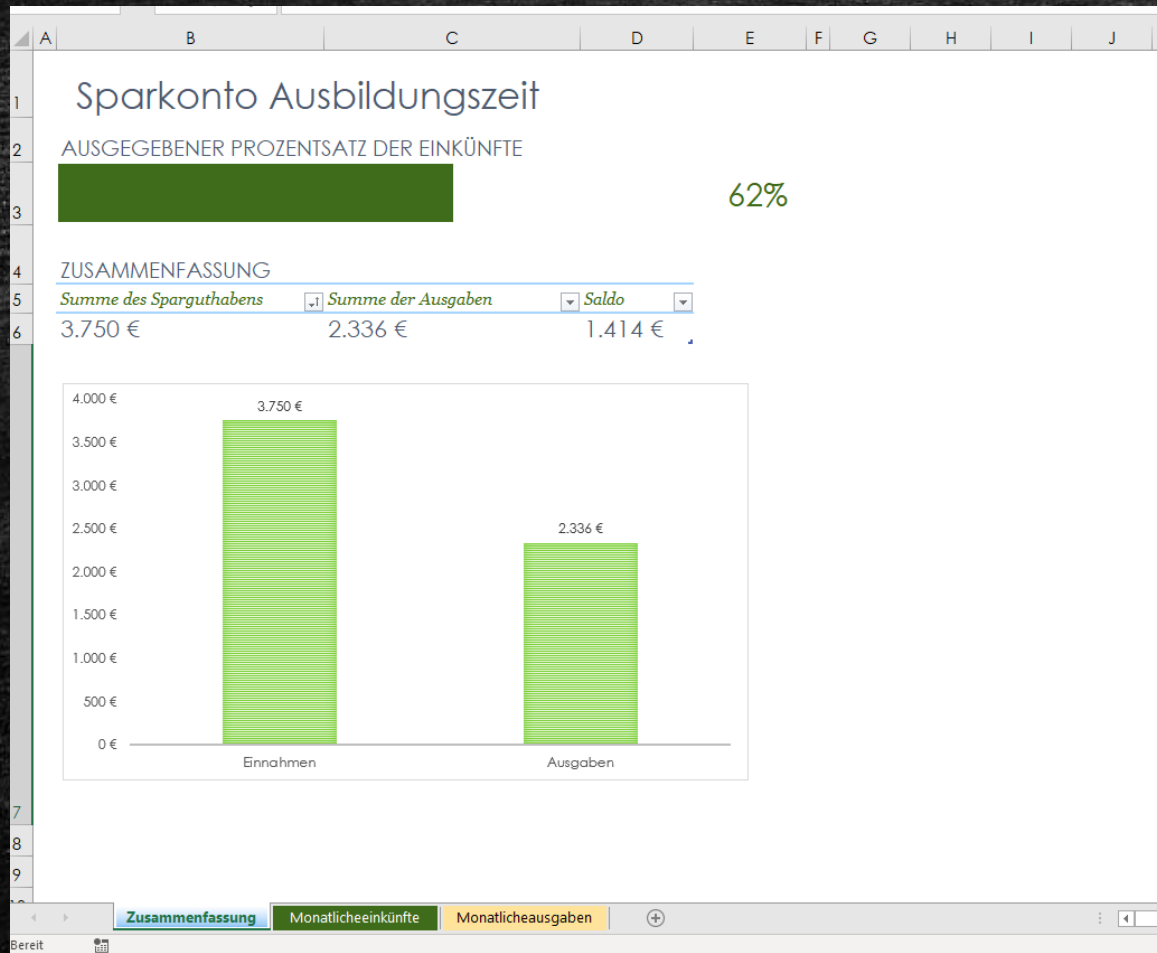 A B C D E F G H I J
1 Sparkonto Ausbildungszeit
2 AUSGEGEBENER PROZENTSATZ DER EINKÜNFTE
3 62%
4 ZUSAMMENFASSUNG
5 Summe des Sparguthabens Summe der Ausgaben Saldo
6 3.750 € 2.336 € 1.414 €
4.000 €
3.750 €
3.500 €
3.000 €
2.500 €
2.336 €
2.000 €
1.500 €
1.000 €
500 €
0 €
Einnahmen Ausgaben
7
8
9
Zusammenfassung Monatlicheeinkünfte Monatlicheausgaben
Bereit